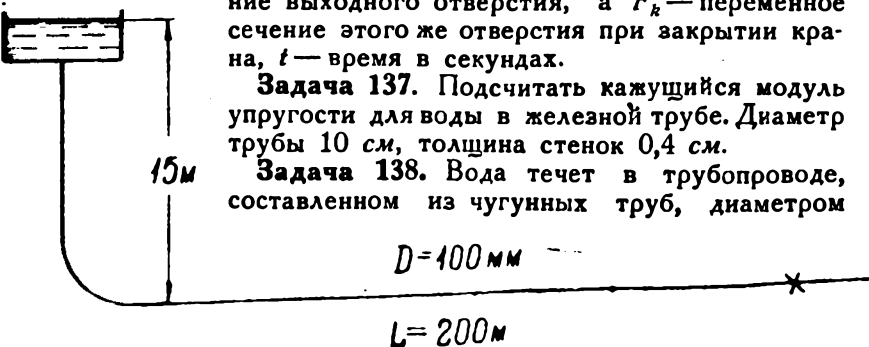 ние выходного отверстия, а F_k — переменное
сечение этого же отверстия при закрытии кра-
на, t — время в секундах.
Задача 137. Подсчитать кажущийся модуль
упругости для воды в железной трубе. Диаметр
трубы 10 см, толщина стенок 0,4 см.
Задача 138. Вода течет в трубопроводе,
составленном из чугунных труб, диаметром
15м
D=100мм
L=200м